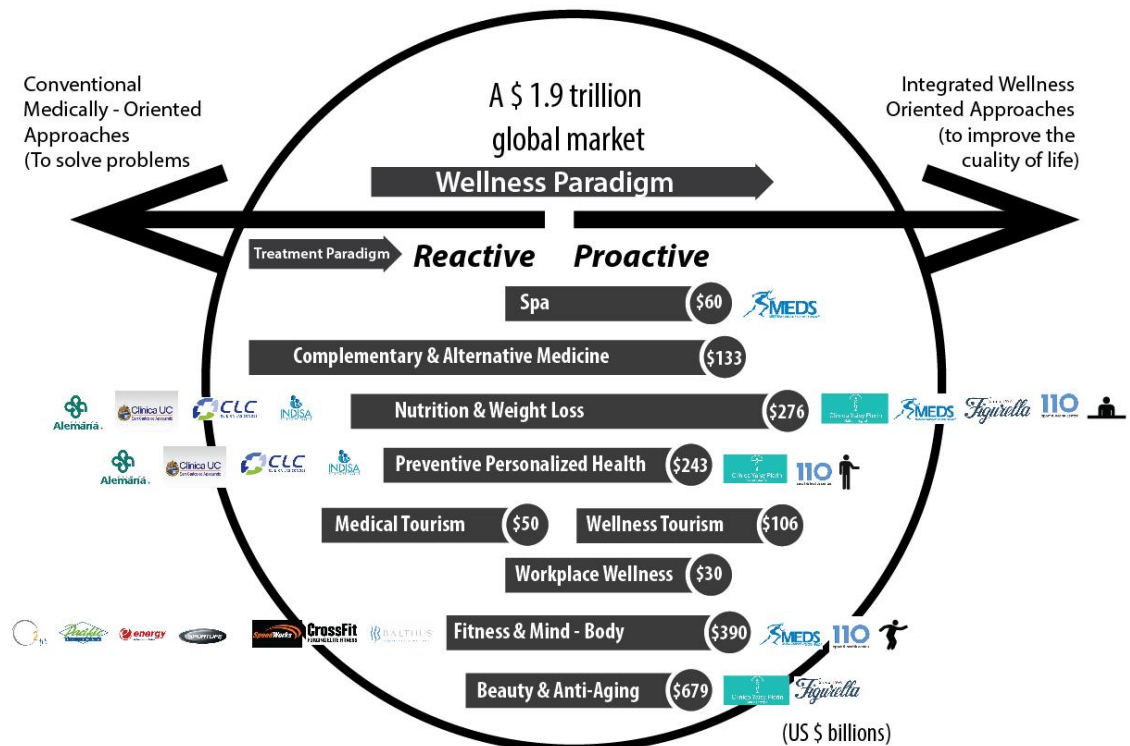 Conventional
Medically - Oriented
Approaches
(To solve problems
A $ 1.9 trillion
global market
Integrated Wellness
Oriented Approaches
(to improve the
cuality of life)
Wellness Paradigm
Treatment Paradigm
Reactive
Proactive
Spa
$60
MEDS
Complementary & Alternative Medicine
$133
Alemana
Clinica UC
CLC
INDISA
Nutrition & Weight Loss
$276
MEDS
Figurella
110
Alemana
Clinica UC
CLC
INDISA
Preventive Personalized Health
$243
110
Medical Tourism
$50
Wellness Tourism
$106
Workplace Wellness
$30
Pacific
energy
SPORTLIFE
SpeedWorks
CrossFit
BALTHUS
Fitness & Mind - Body
$390
MEDS
110
Beauty & Anti-Aging
$679
Figurella
(US $ billions)